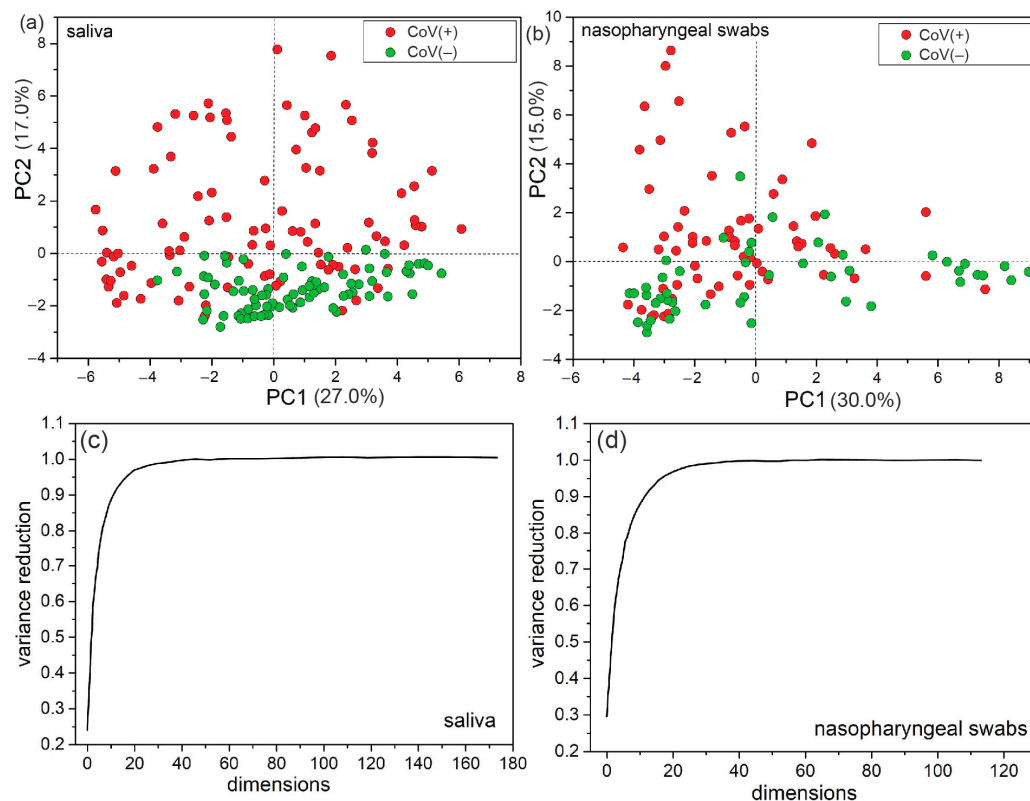 (a)
saliva
CoV(+)
CoV(−)
8
6
4
2
0
−2
−4
PC2 (17.0%)
−6 −4 −2 0 2 4 6 8
PC1 (27.0%)
(b)
nasopharyngeal swabs
CoV(+)
CoV(−)
10
8
6
4
2
0
−2
−4
PC2 (15.0%)
−6 −4 −2 0 2 4 6 8
PC1 (30.0%)
(c)
1.1
1.0
0.9
0.8
0.7
0.6
0.5
0.4
0.3
0.2
variance reduction
saliva
0 20 40 60 80 100 120 140 160 180
dimensions
(d)
1.1
1.0
0.9
0.8
0.7
0.6
0.5
0.4
0.3
0.2
variance reduction
nasopharyngeal swabs
0 20 40 60 80 100 120
dimensions